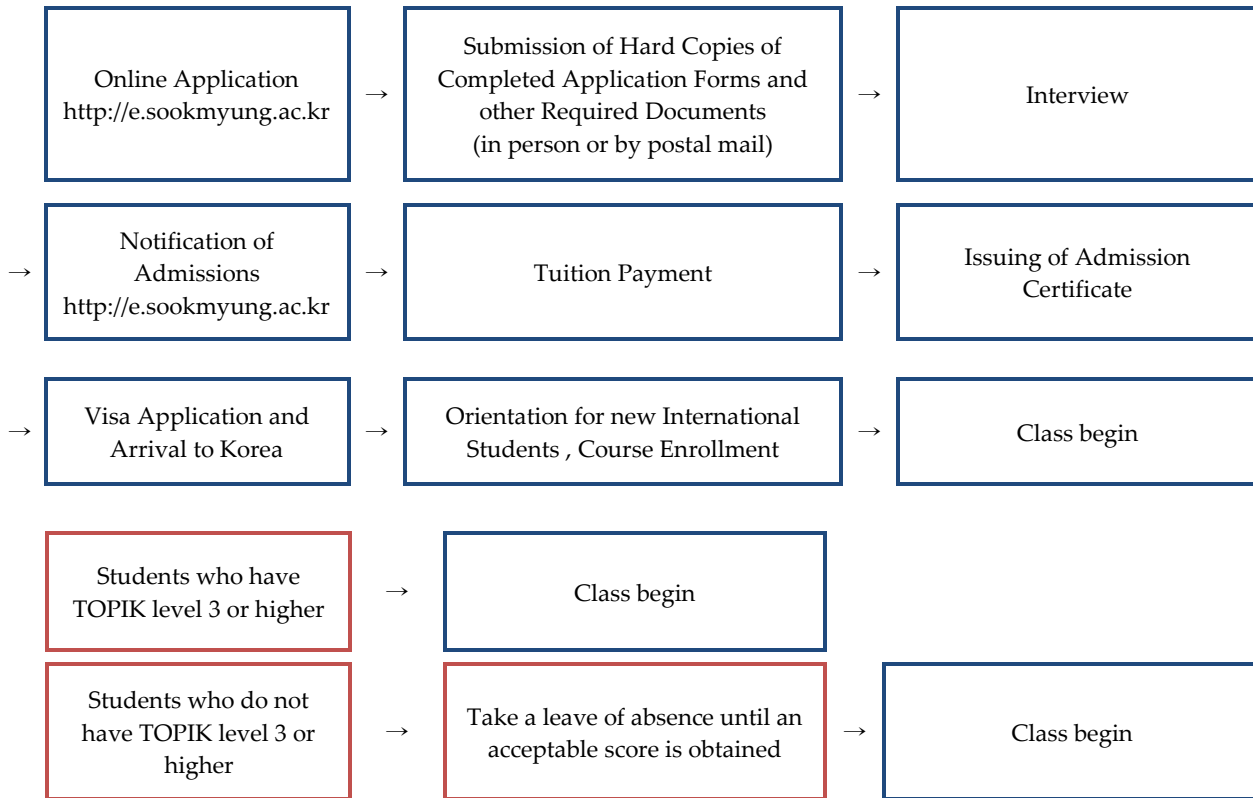 Online Application
http://e.sookmyung.ac.kr
→
Submission of Hard Copies of
Completed Application Forms and
other Required Documents
(in person or by postal mail)
→
Interview
→
Notification of
Admissions
http://e.sookmyung.ac.kr
→
Tuition Payment
→
Issuing of Admission
Certificate
→
Visa Application and
Arrival to Korea
→
Orientation for new International
Students , Course Enrollment
→
Class begin
Students who have
TOPIK level 3 or higher
→
Class begin
Students who do not
have TOPIK level 3 or
higher
→
Take a leave of absence until an
acceptable score is obtained
→
Class begin